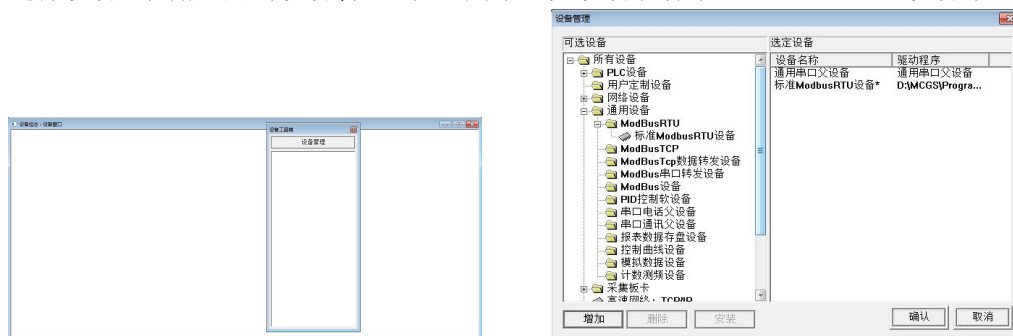 设备组态:设备窗口
设备工具箱
设备管理
设备管理
可选设备
所有设备
PLC设备
用户定制设备
网络设备
通用设备
ModBusRTU
标准ModbusRTU设备
ModBusTCP
ModBusTcp数据转发设备
ModBus串口转发设备
ModBus设备
PID控制软设备
串口电话父设备
串口通讯父设备
报表数据存盘设备
控制曲线设备
模拟数据设备
计数测频设备
采集板卡
高速网络:TCP/IP
选定设备
设备名称 驱动程序
通用串口父设备 通用串口父设备
标准ModbusRTU设备* D:\MCGS\Progra...
增加 删除 安装 确认 取消